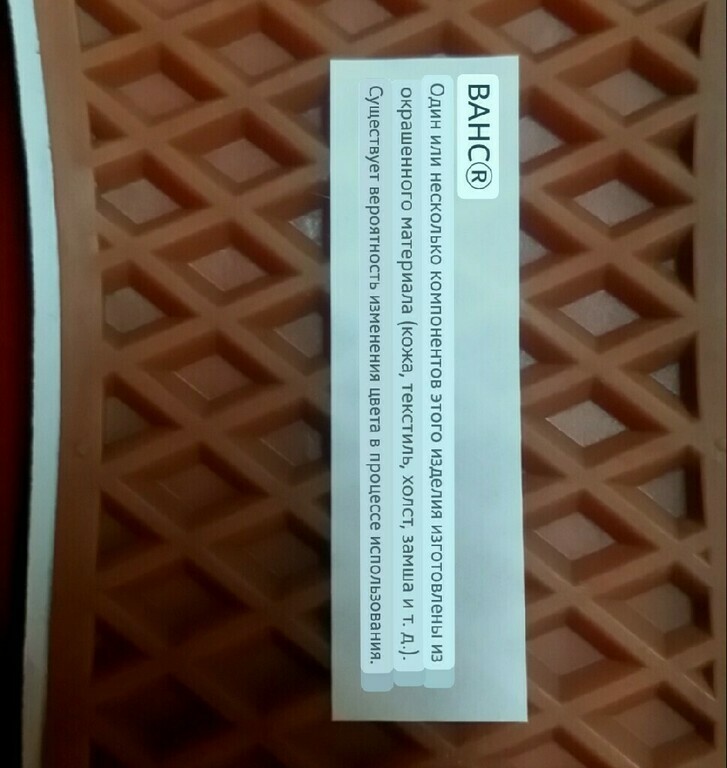 ВАНС®
Один или несколько компонентов этого изделия изготовлены из
окрашенного материала (кожа, текстиль, холст, замша и т. д.).
Существует вероятность изменения цвета в процессе использования.